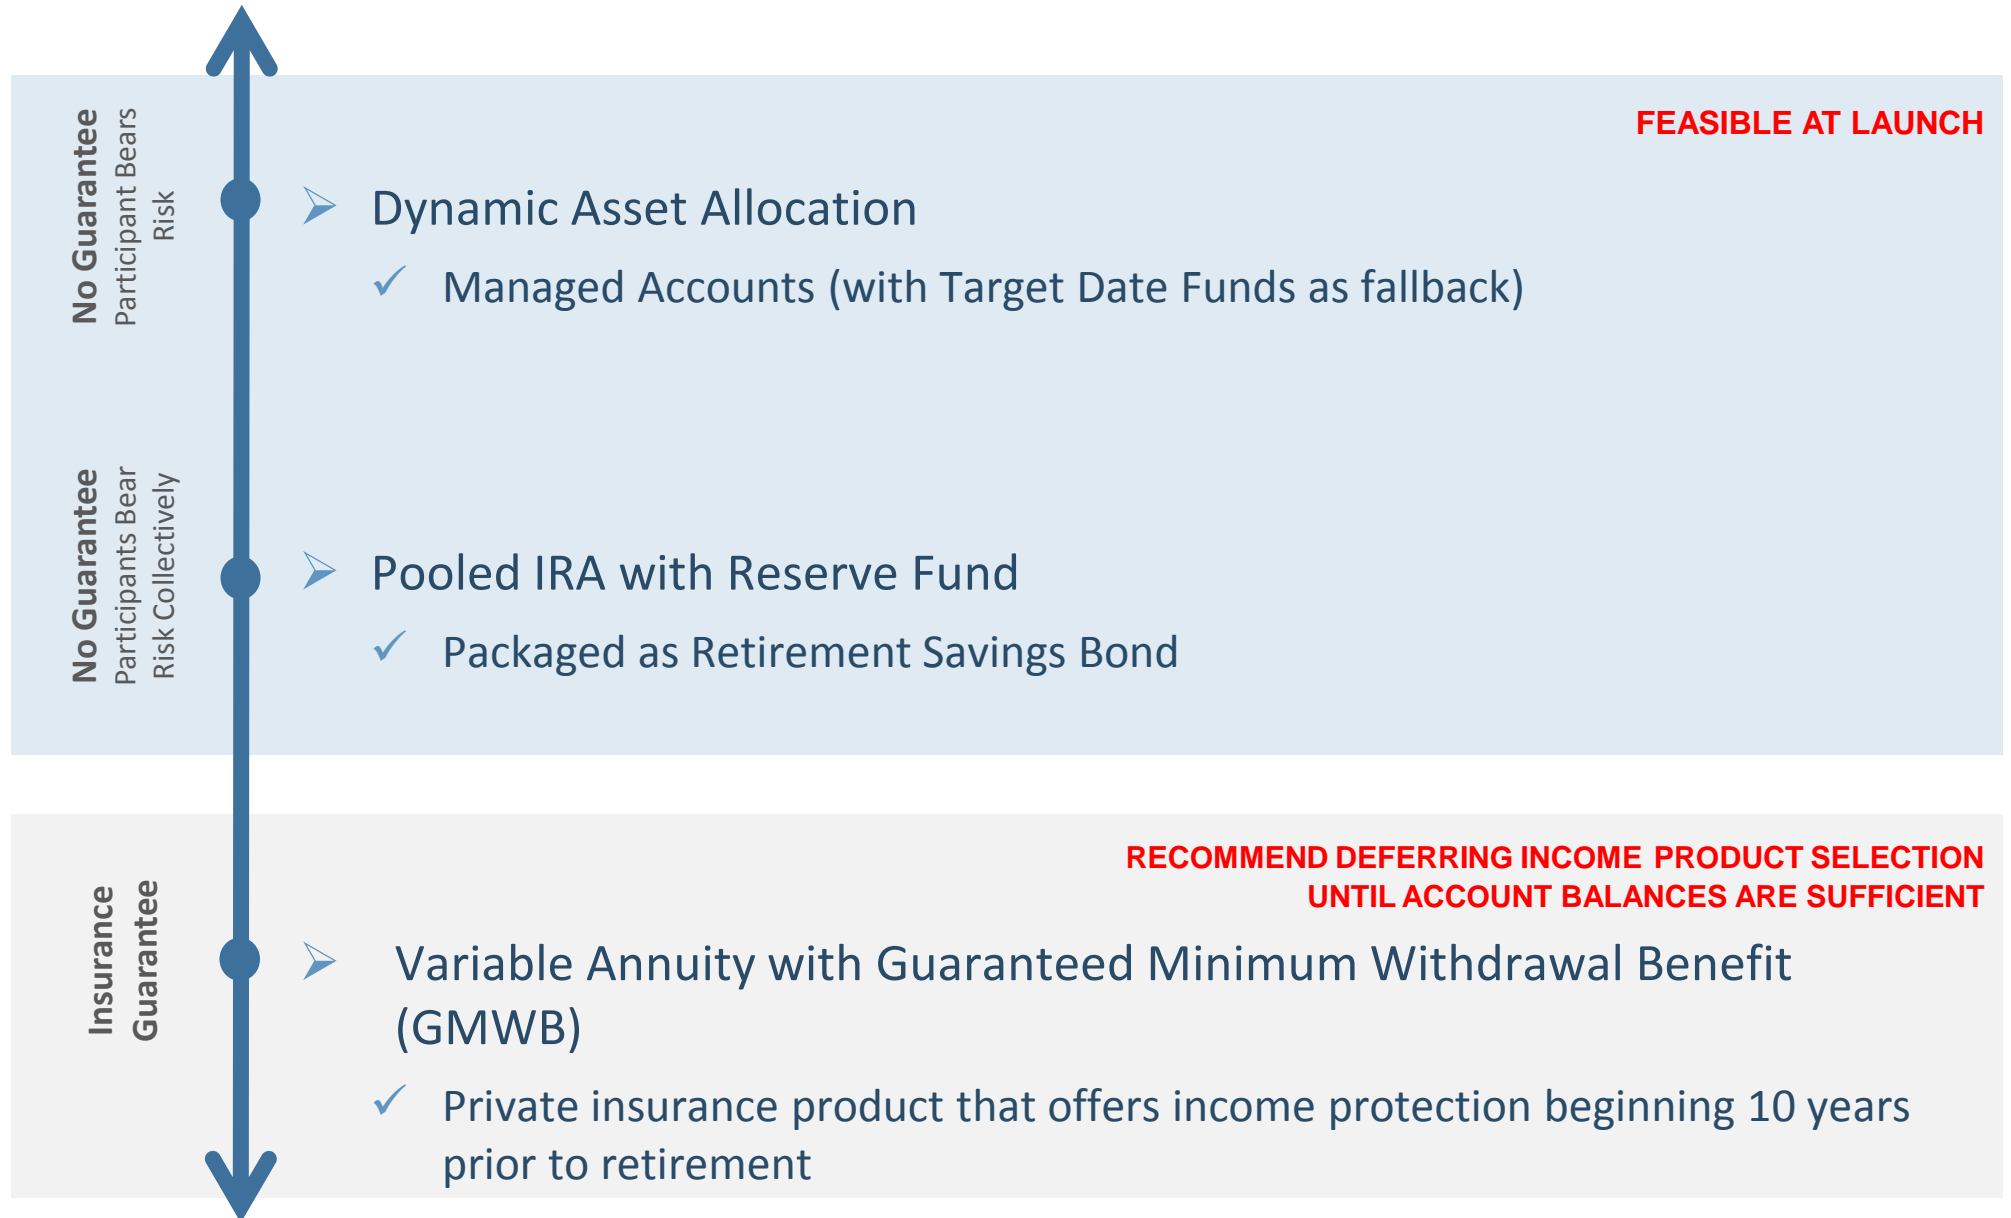 FEASIBLE AT LAUNCH
No Guarantee
Participant Bears
Risk
Dynamic Asset Allocation
Managed Accounts (with Target Date Funds as fallback)
No Guarantee
Participants Bear
Risk Collectively
Pooled IRA with Reserve Fund
Packaged as Retirement Savings Bond
RECOMMEND DEFERRING INCOME PRODUCT SELECTION
UNTIL ACCOUNT BALANCES ARE SUFFICIENT
Insurance
Guarantee
Variable Annuity with Guaranteed Minimum Withdrawal Benefit
(GMWB)
Private insurance product that offers income protection beginning 10 years
prior to retirement